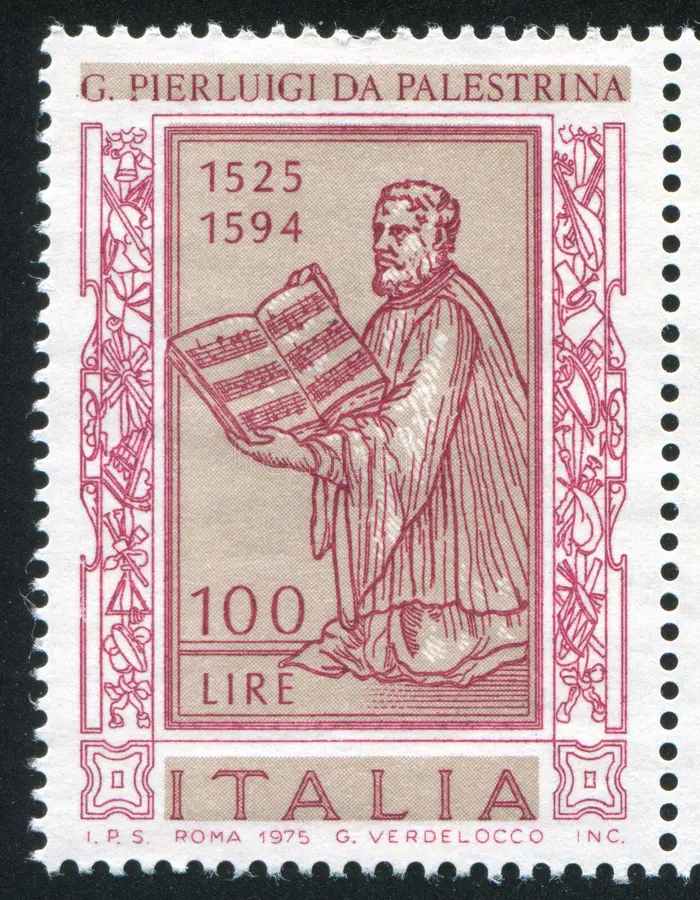 G. PIERLUIGI DA PALESTRINA
1525
1594
100
LIRE
ITALIA
I.P.S. ROMA 1975 G. VERDELOCCO INC.